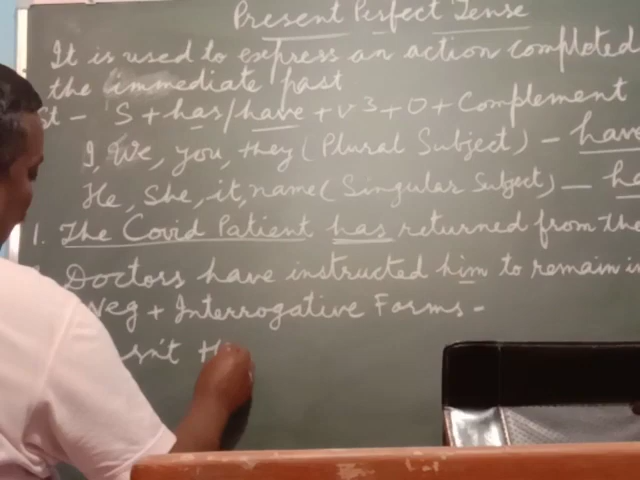 Present Perfect Tense
It is used to express an action completed
the immediate past
St - S + has/have + v3 + O + Complement
I, We, you, they (Plural Subject) - hav
He, She, it, name (Singular Subject) - ha
1. The Covid Patient has returned from the
Doctors have instructed him to remain in
Neg + Interrogative Forms -